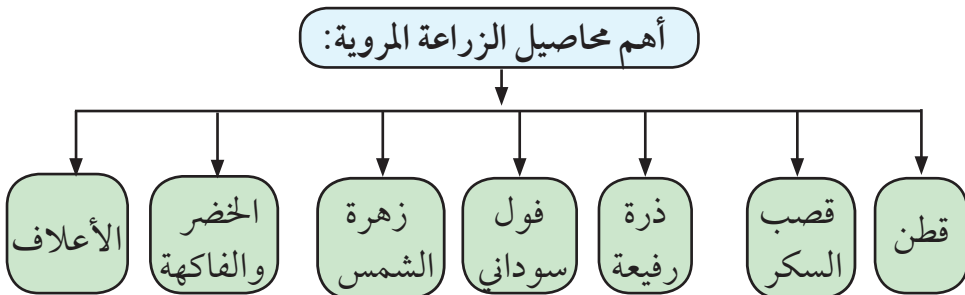 أهم محاصيل الزراعة المروية:
قطن
قصب
السكر
ذرة
رفيعة
فول
سوداني
زهرة
الشمس
الخضر
والفاكهة
الأعلاف